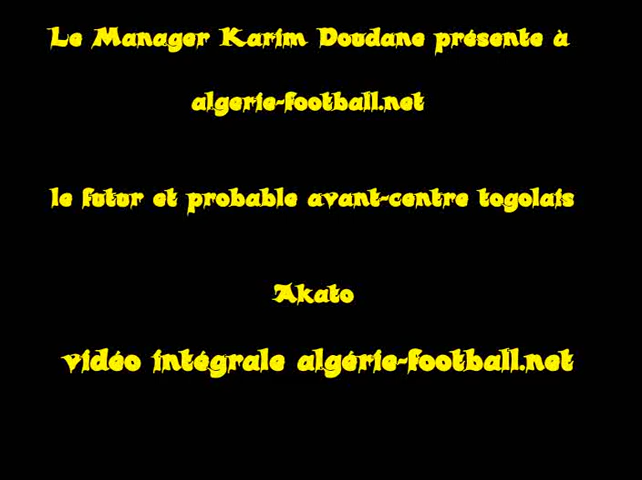 Le Manager Karim Doudane présente à
algerie-football.net
le futur et probable avant-centre togolais
Akato
vidéo intégrale algérie-football.net